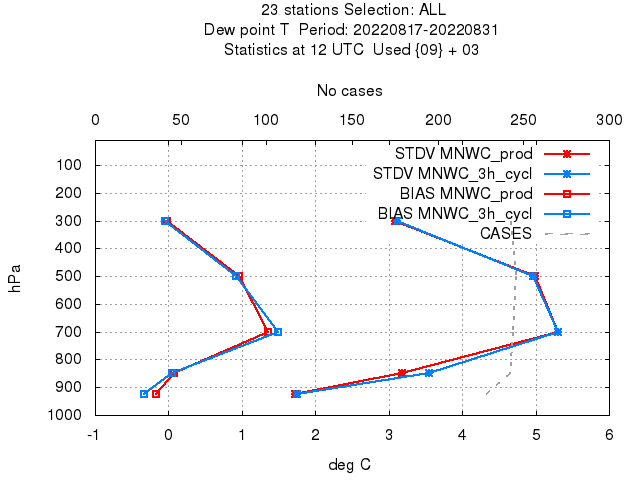 23 stations Selection: ALL
Dew point T  Period: 20220817-20220831
Statistics at 12 UTC  Used {09} + 03
No cases
0 50 100 150 200 250 300
STDV MNWC_prod
STDV MNWC_3h_cycl
BIAS MNWC_prod
BIAS MNWC_3h_cycl
CASES
hPa
100
200
300
400
500
600
700
800
900
1000
-1 0 1 2 3 4 5 6
deg C